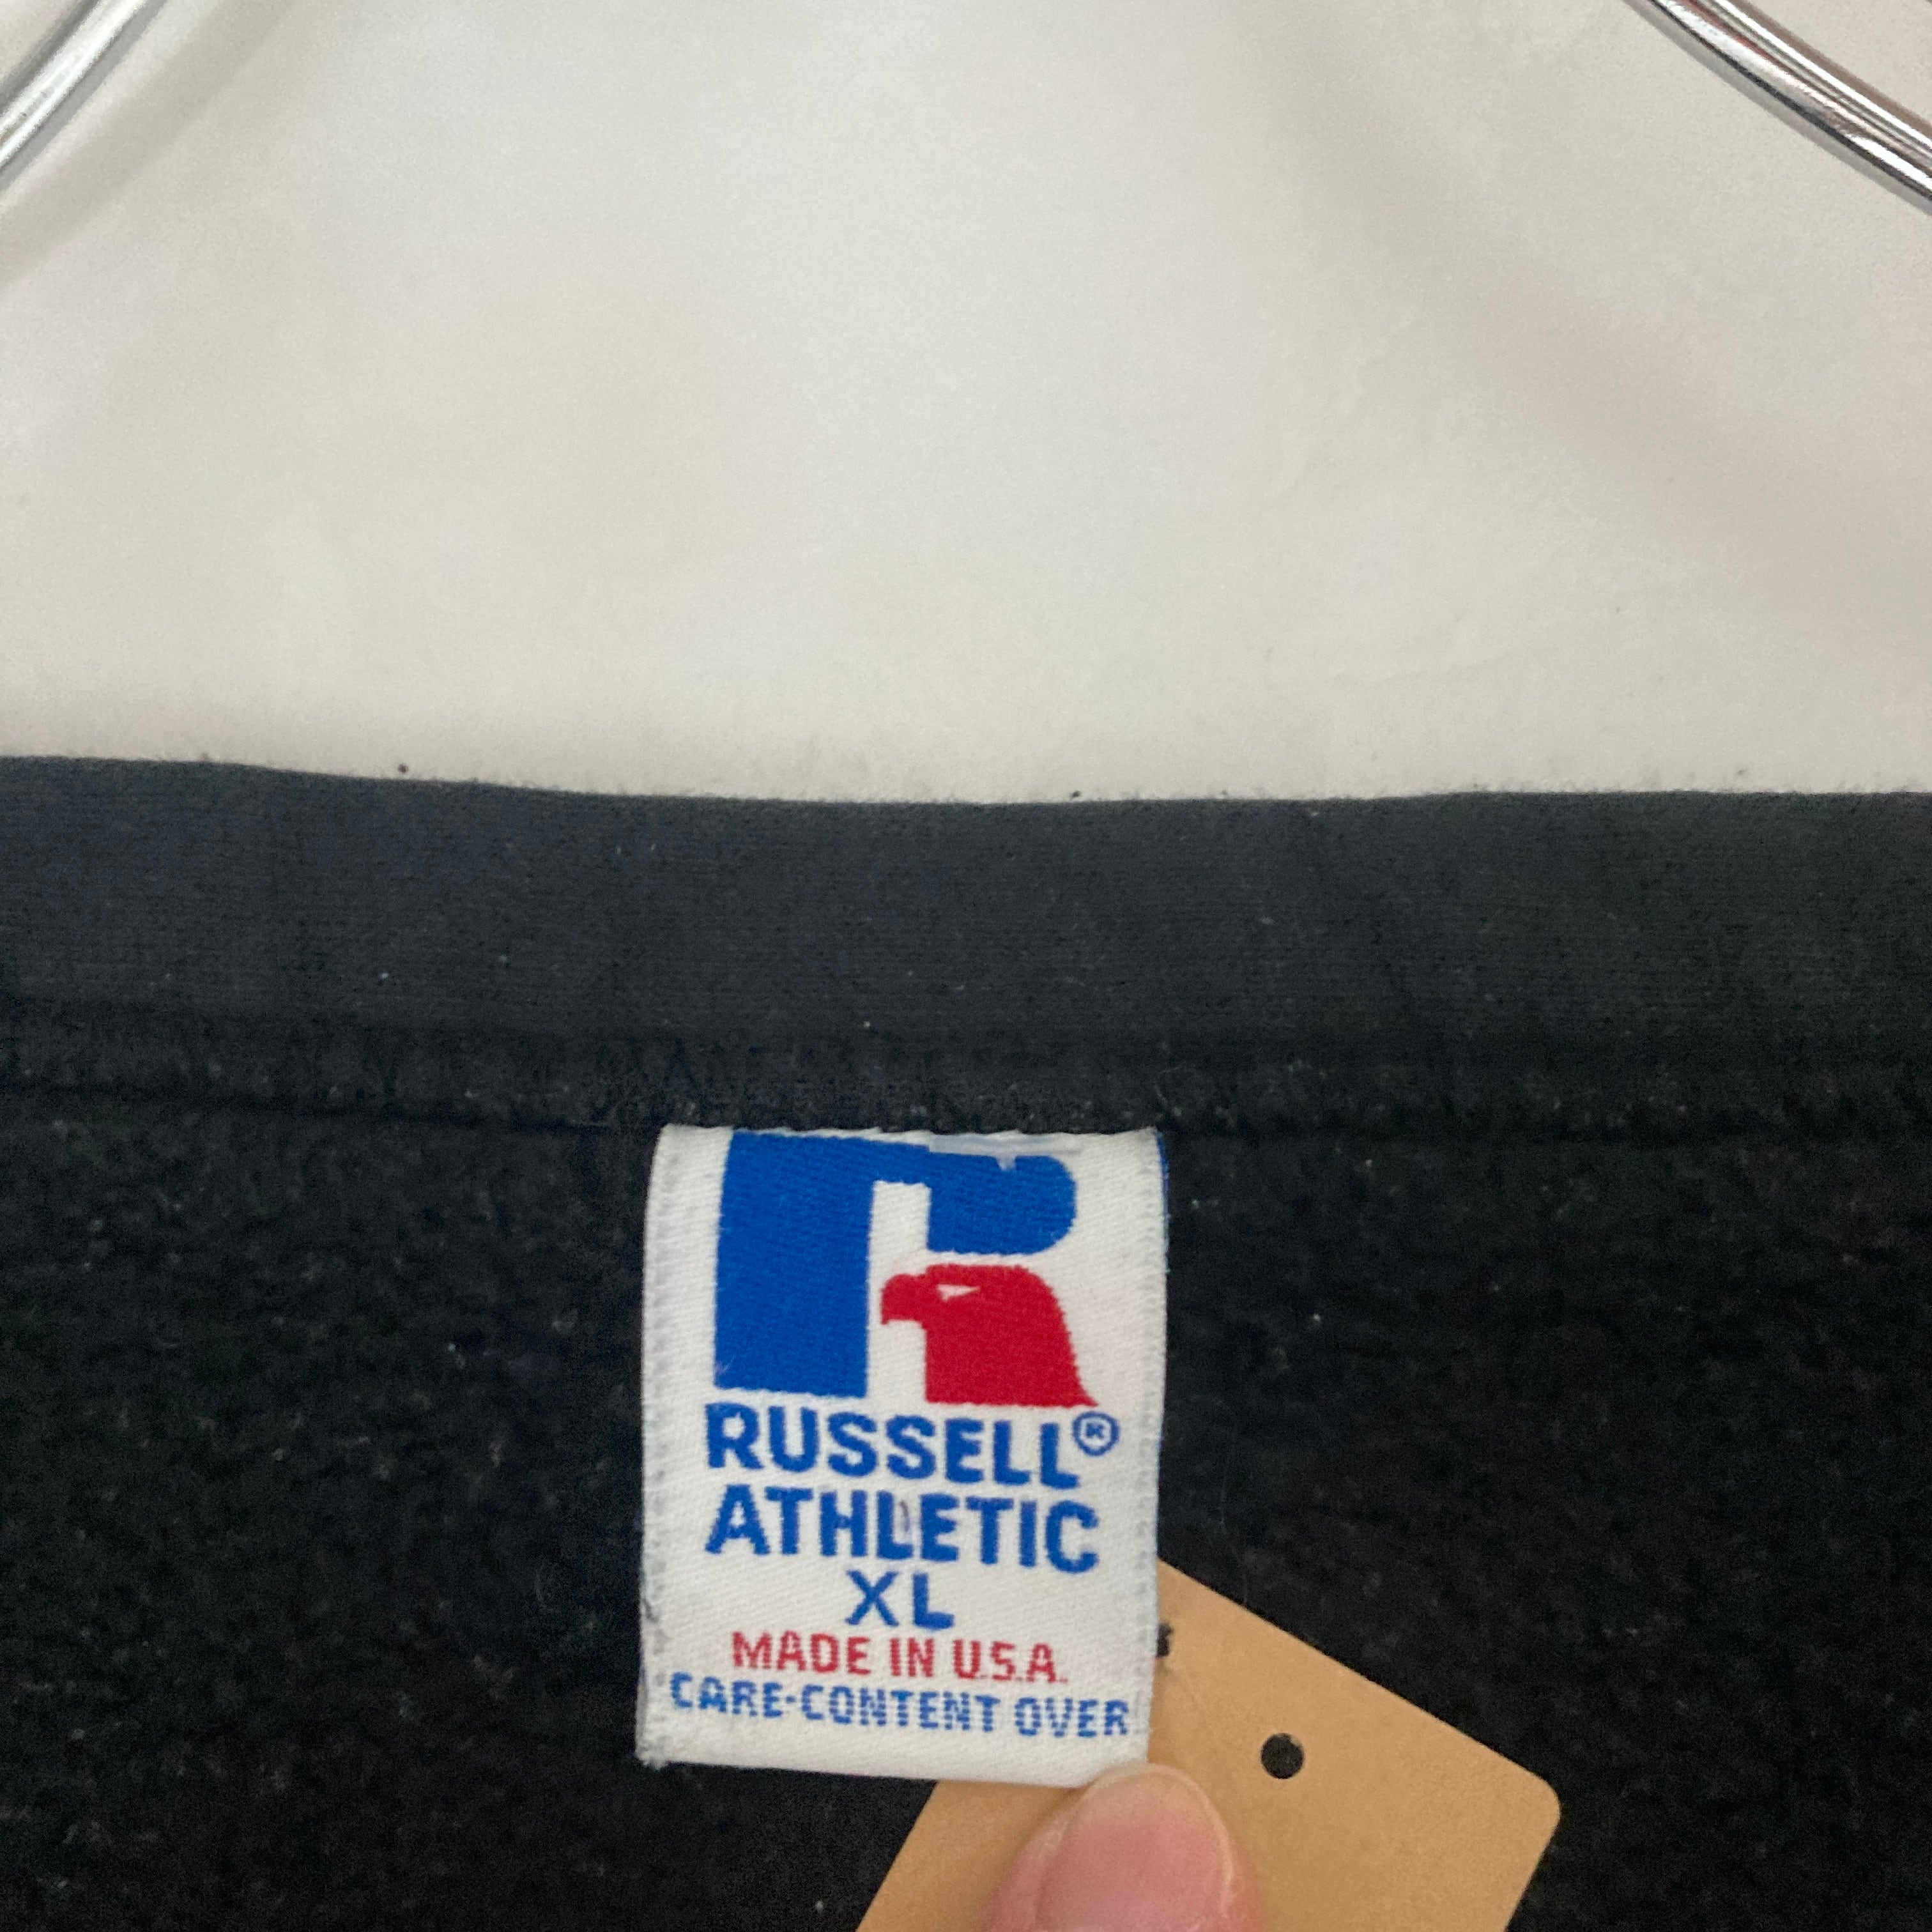 RUSSELL®
ATHLETIC
XL
MADE IN U.S.A.
CARE-CONTENT OVER